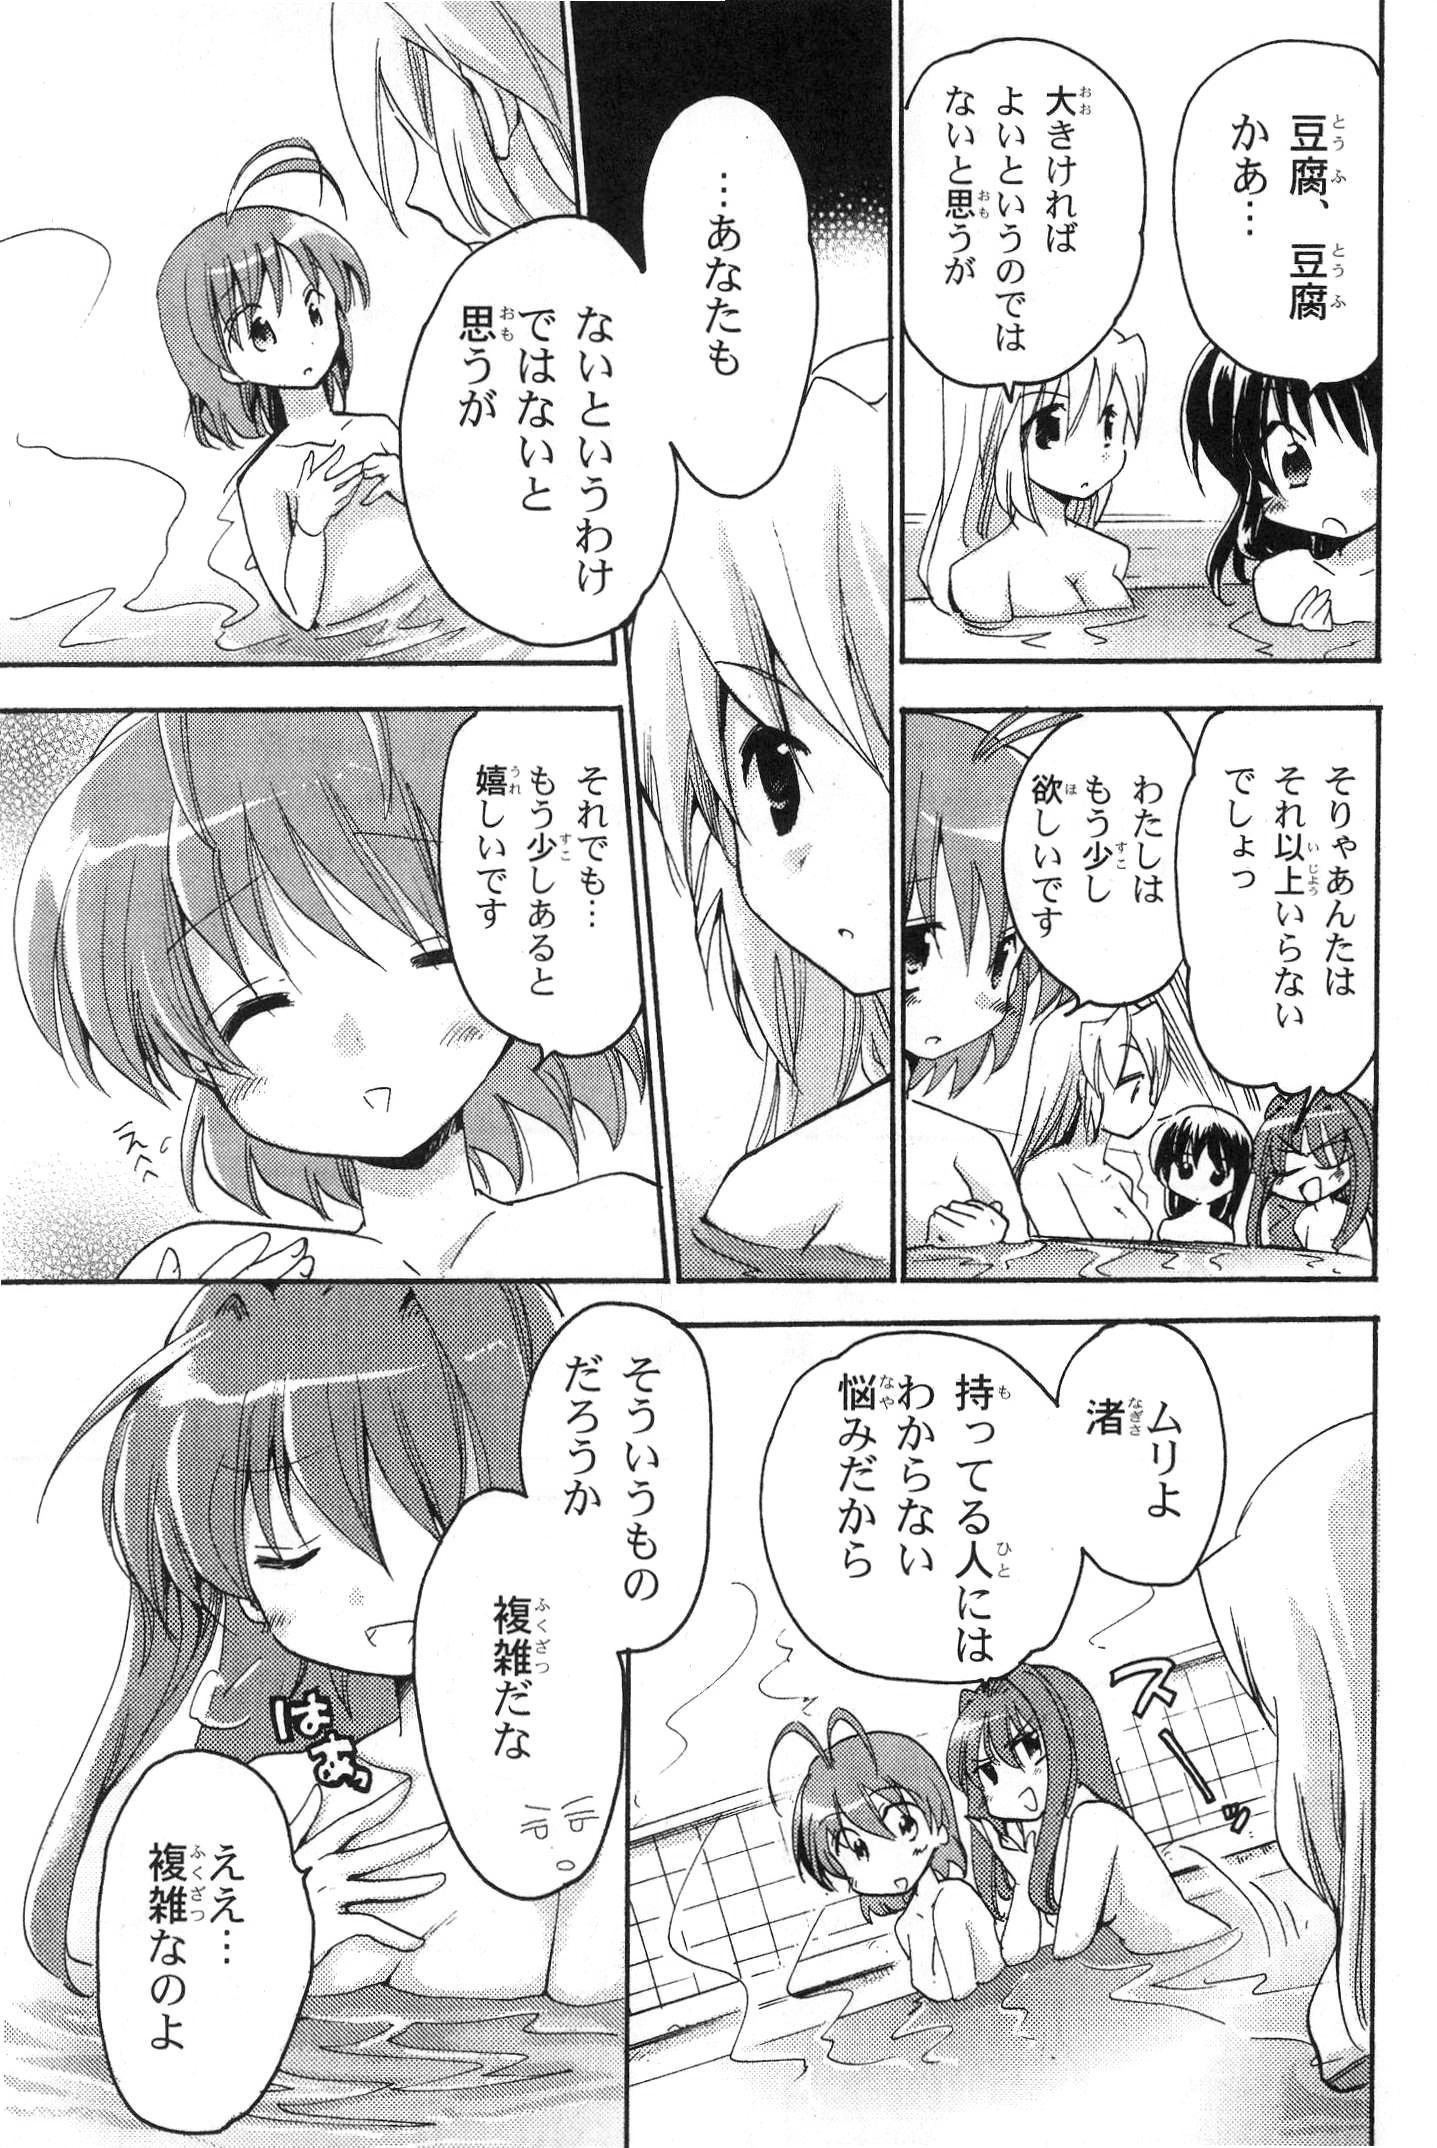 豆腐、豆腐
かあ…
大きければ
よいというのでは
ないと思うが
…あなたも
ないというわけ
ではないと
思うが
そりゃあんたは
それ以上いらない
でしょっ
わたしは
もう少し
欲しいです
それでも…
もう少しあると
嬉しいです
えへへ
ムリよ
渚
持ってる人には
わからない
悩みだから
スーッ
そういうもの
だろうか
複雑だな
はあっ
ええ…
複雑なのよ